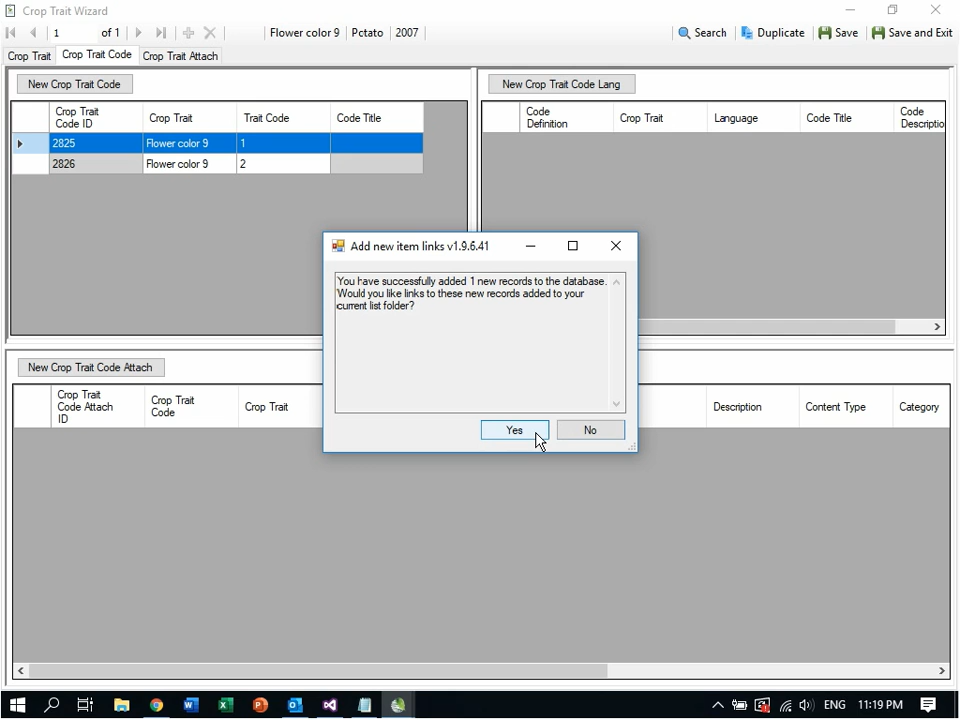 Crop Trait Wizard
1 of 1 Flower color 9 Pctato 2007 Search Duplicate Save Save and Exit
Crop Trait Crop Trait Code Crop Trait Attach
New Crop Trait Code
Crop Trait Code ID Crop Trait Trait Code Code Title
2825 Flower color 9 1
2826 Flower color 9 2
New Crop Trait Code Lang
Code Definition Crop Trait Language Code Title Code Descriptio
Add new item links v1.9.6.41
You have successfully added 1 new records to the database.
Would you like links to these new records added to your
current list folder?
Yes No
New Crop Trait Code Attach
Crop Trait Code Attach ID Crop Trait Code Crop Trait Description Content Type Category
ENG 11:19 PM